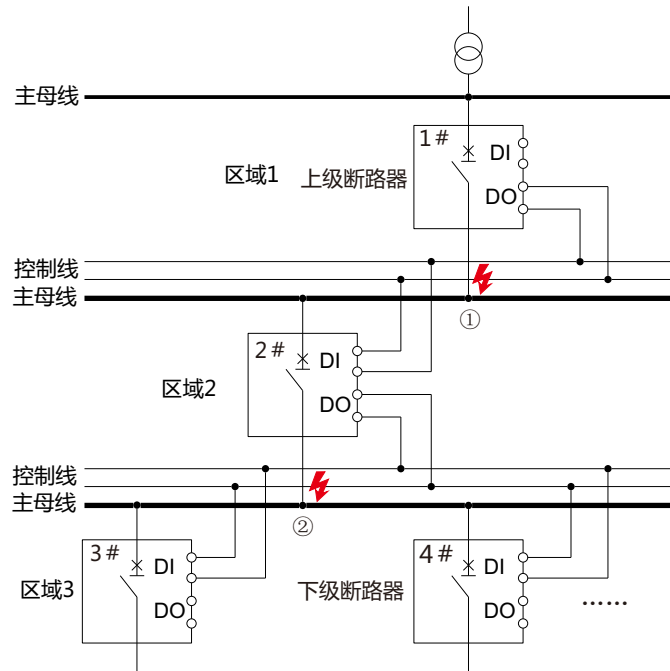 主母线
1# DI
区域1 上级断路器
DO
控制线
主母线
①
2# DI
区域2
DO
控制线
主母线
②
3# DI 4# DI
区域3 下级断路器 ......
DO DO